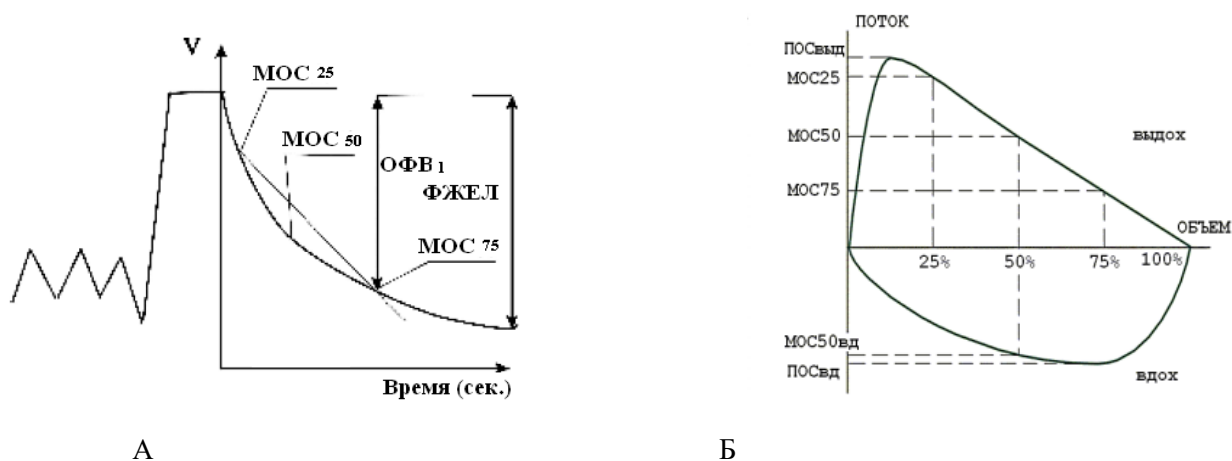 V
МОС 25
МОС 50
ОФВ 1
ФЖЕЛ
МОС 75
Время (сек.)
А
ПОТОК
ПОСвыд
МОС25
МОС50
МОС75
выдох
ОБЪЕМ
25%
50%
75%
100%
МОС50вд
ПОСвд
вдох
Б